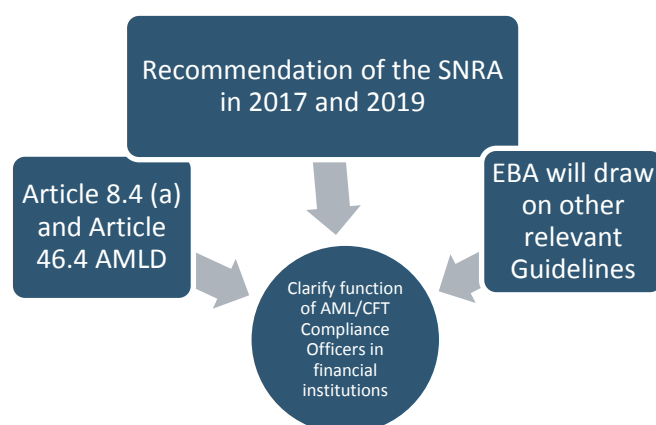 Recommendation of the SNRA
in 2017 and 2019
Article 8.4 (a)
and Article
46.4 AMLD
EBA will draw
on other
relevant
Guidelines
Clarify function
of AML/CFT
Compliance
Officers in
financial
institutions